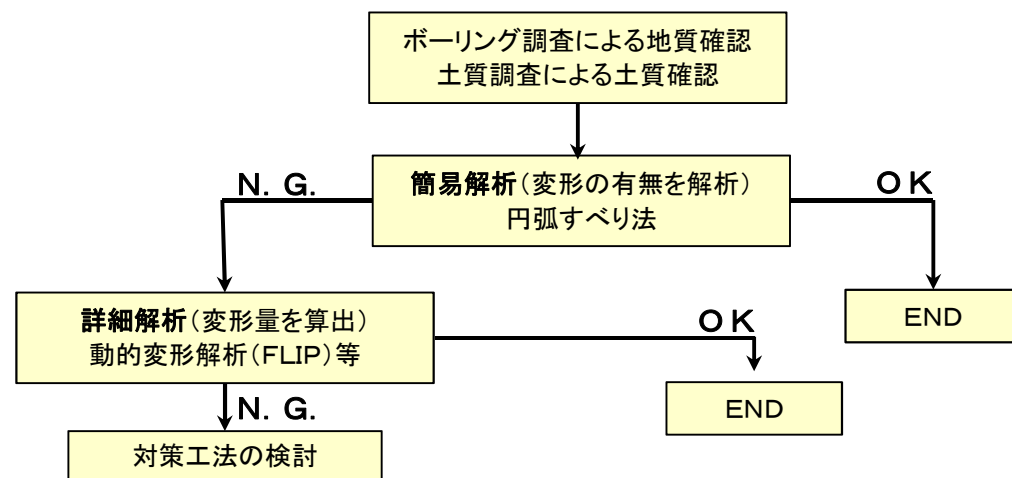 ボーリング調査による地質確認
土質調査による土質確認
N. G.
簡易解析(変形の有無を解析)
円弧すべり法
OK
詳細解析(変形量を算出)
動的変形解析(FLIP)等
OK
END
END
N. G.
対策工法の検討